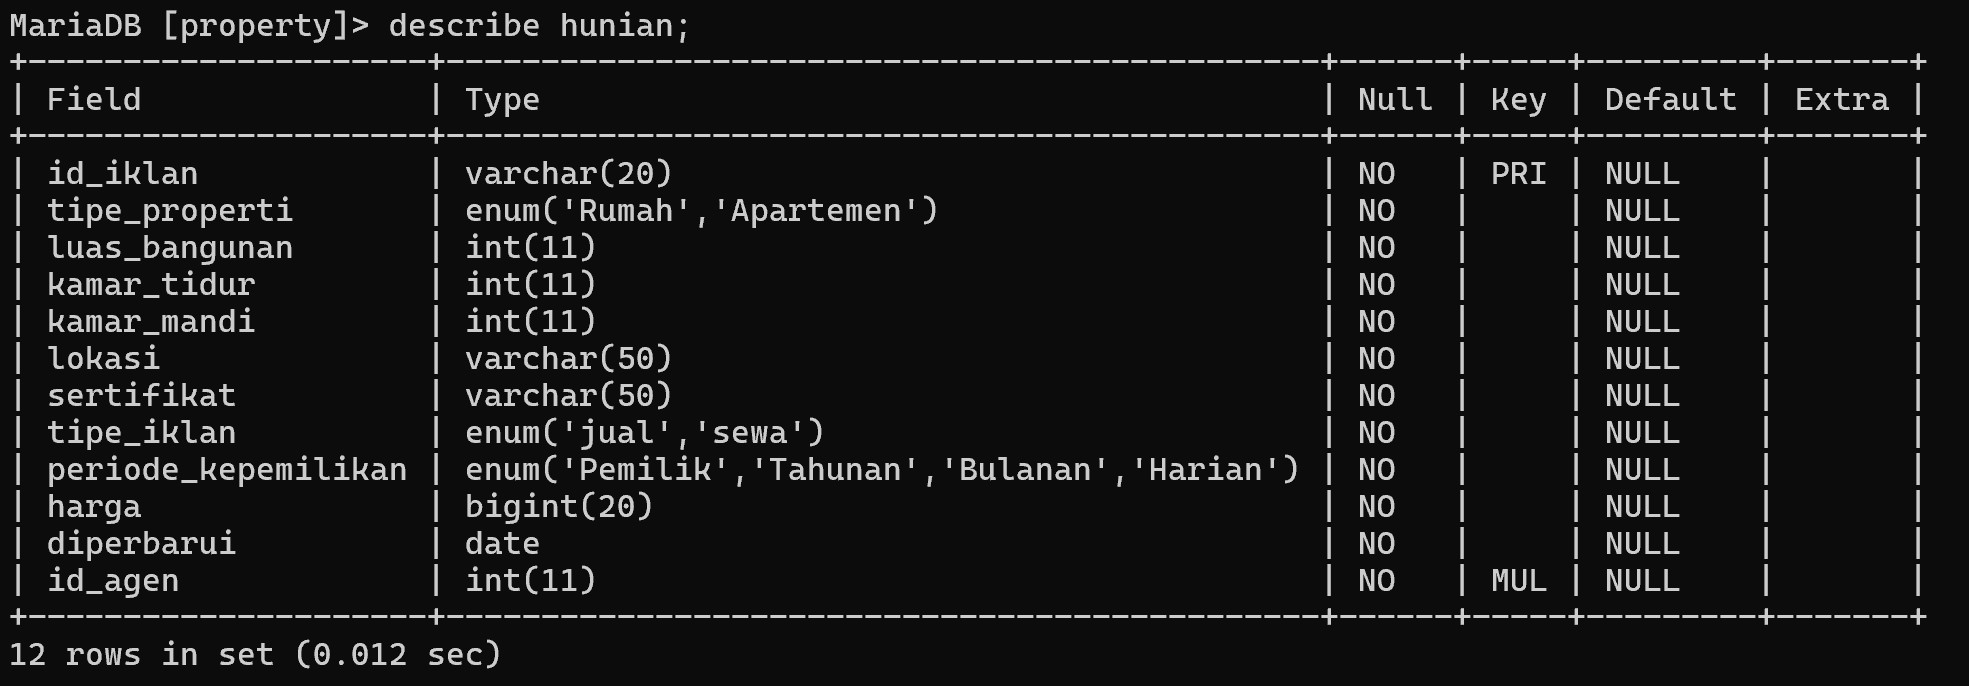 MariaDB [property]> describe hunian;
+---------------------+-----------------------------------------------+------+-----+---------+-------+
| Field               | Type                                          | Null | Key | Default | Extra |
+---------------------+-----------------------------------------------+------+-----+---------+-------+
| id_iklan            | varchar(20)                                   | NO   | PRI | NULL    |       |
| tipe_properti       | enum('Rumah','Apartemen')                     | NO   |     | NULL    |       |
| luas_bangunan       | int(11)                                       | NO   |     | NULL    |       |
| kamar_tidur         | int(11)                                       | NO   |     | NULL    |       |
| kamar_mandi         | int(11)                                       | NO   |     | NULL    |       |
| lokasi              | varchar(50)                                   | NO   |     | NULL    |       |
| sertifikat          | varchar(50)                                   | NO   |     | NULL    |       |
| tipe_iklan          | enum('jual','sewa')                           | NO   |     | NULL    |       |
| periode_kepemilikan | enum('Pemilik','Tahunan','Bulanan','Harian') | NO   |     | NULL    |       |
| harga               | bigint(20)                                    | NO   |     | NULL    |       |
| diperbarui          | date                                          | NO   |     | NULL    |       |
| id_agen             | int(11)                                       | NO   | MUL | NULL    |       |
+---------------------+-----------------------------------------------+------+-----+---------+-------+
12 rows in set (0.012 sec)